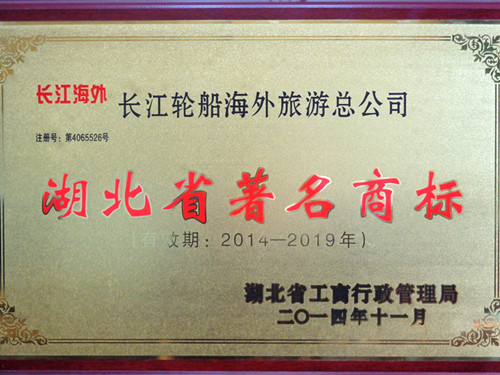 长江海外 长江轮船海外旅游总公司
注册号：第4065526号
湖北省著名商标
（有效期：2014—2019年）
湖北省工商行政管理局
二〇一四年十一月